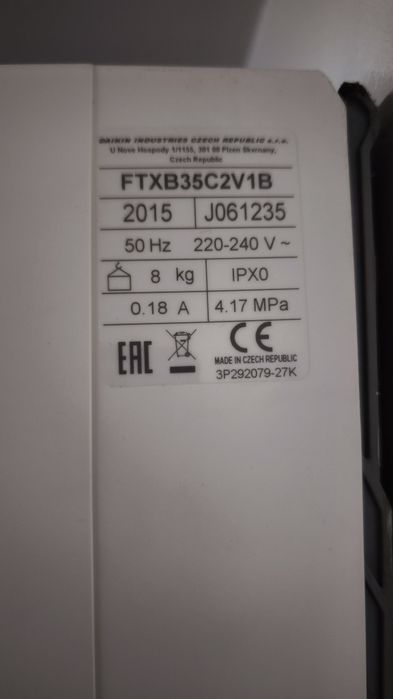 DAIKIN INDUSTRIES CZECH REPUBLIC s.r.o.
U Nove Hospody 1/1155, 301 00 Plzen Skvrnany,
Czech Republic
FTXB35C2V1B
2015 J061235
50 Hz 220-240 V ~
8 kg IPX0
0.18 A 4.17 MPa
EAC CE
MADE IN CZECH REPUBLIC
3P292079-27K